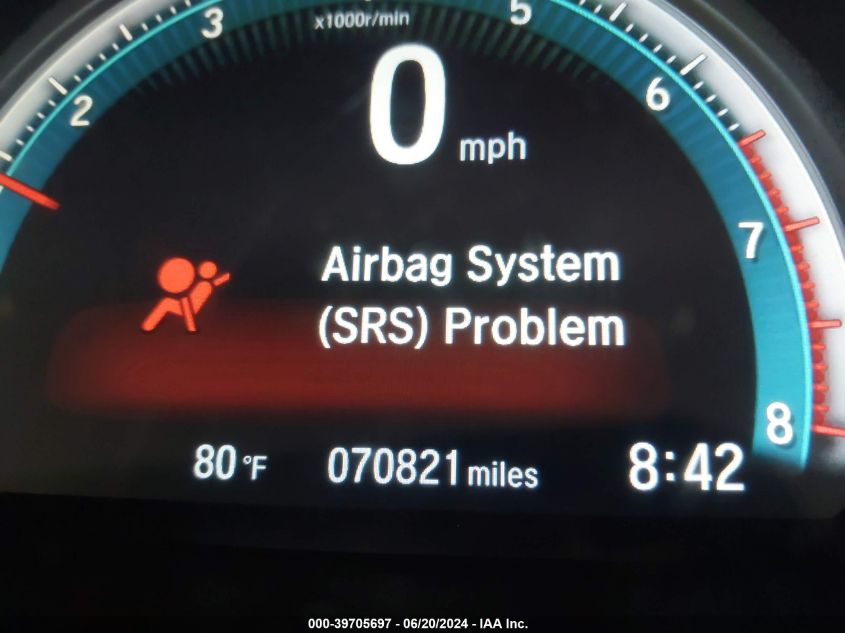 3
x1000r/min
5
2
6
0 mph
7
Airbag System
(SRS) Problem
8
80 °F
070821 miles
8:42
000-39705697 - 06/20/2024 - IAA Inc.